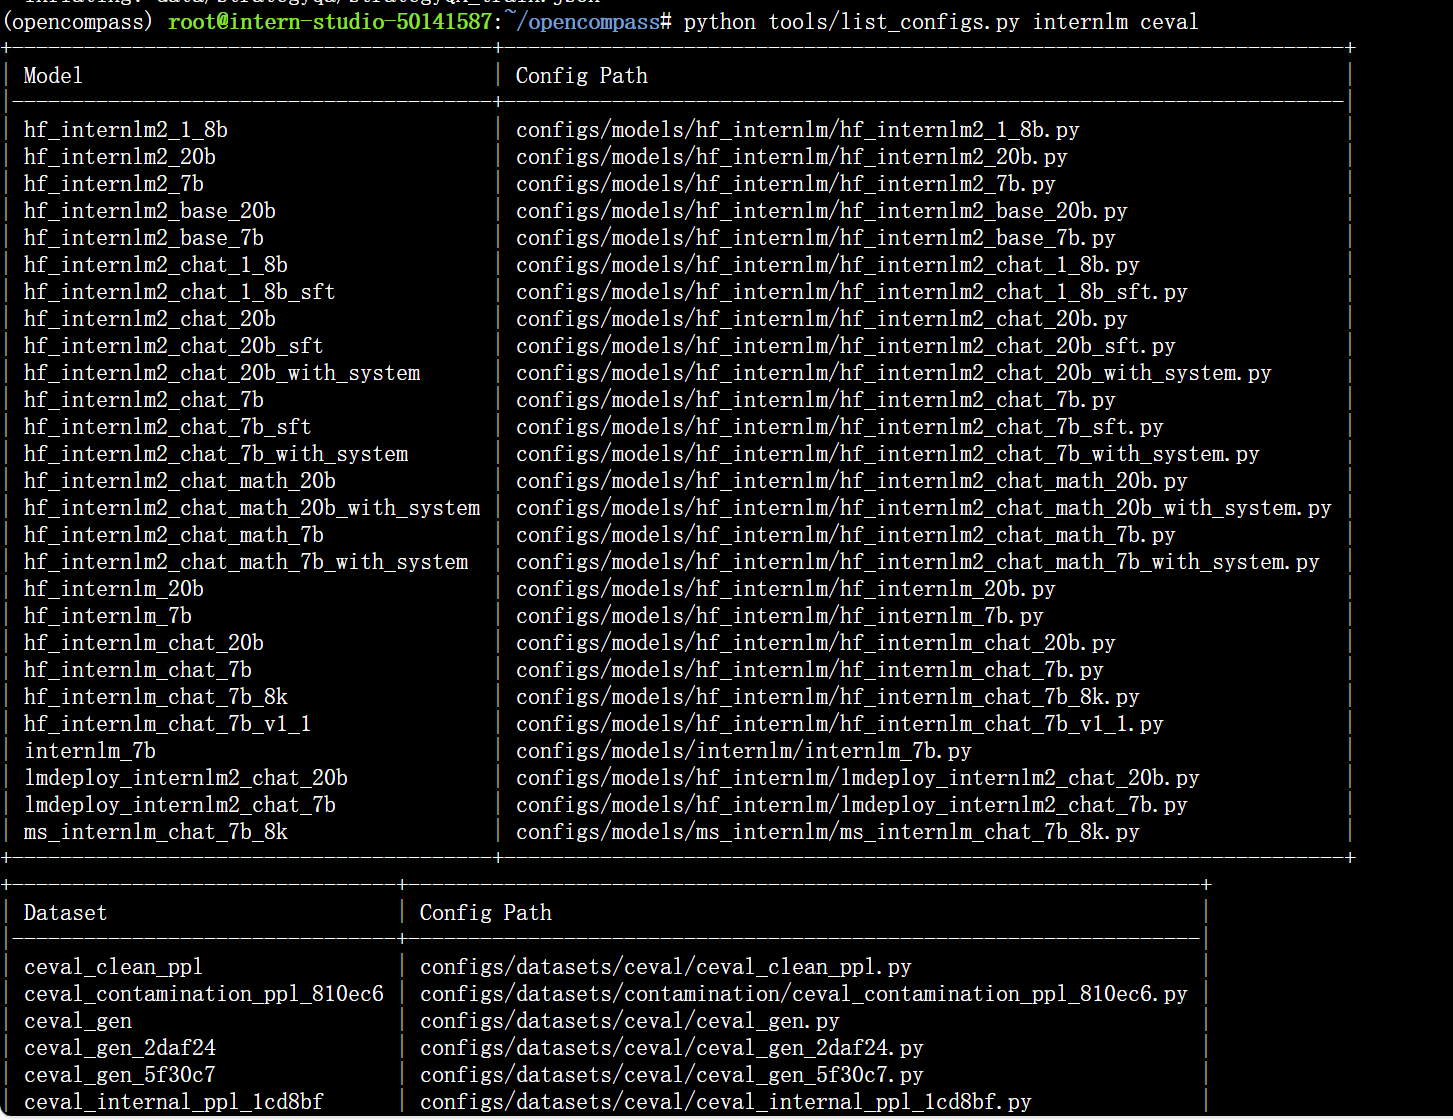 inflating: data/strategyqa/strategyQA_train.json
(opencompass) root@intern-studio-50141587:~/opencompass# python tools/list_configs.py internlm ceval
+----------------------------------------+----------------------------------------------------------------------+
| Model | Config Path |
|----------------------------------------+----------------------------------------------------------------------|
| hf_internlm2_1_8b | configs/models/hf_internlm/hf_internlm2_1_8b.py |
| hf_internlm2_20b | configs/models/hf_internlm/hf_internlm2_20b.py |
| hf_internlm2_7b | configs/models/hf_internlm/hf_internlm2_7b.py |
| hf_internlm2_base_20b | configs/models/hf_internlm/hf_internlm2_base_20b.py |
| hf_internlm2_base_7b | configs/models/hf_internlm/hf_internlm2_base_7b.py |
| hf_internlm2_chat_1_8b | configs/models/hf_internlm/hf_internlm2_chat_1_8b.py |
| hf_internlm2_chat_1_8b_sft | configs/models/hf_internlm/hf_internlm2_chat_1_8b_sft.py |
| hf_internlm2_chat_20b | configs/models/hf_internlm/hf_internlm2_chat_20b.py |
| hf_internlm2_chat_20b_sft | configs/models/hf_internlm/hf_internlm2_chat_20b_sft.py |
| hf_internlm2_chat_20b_with_system | configs/models/hf_internlm/hf_internlm2_chat_20b_with_system.py |
| hf_internlm2_chat_7b | configs/models/hf_internlm/hf_internlm2_chat_7b.py |
| hf_internlm2_chat_7b_sft | configs/models/hf_internlm/hf_internlm2_chat_7b_sft.py |
| hf_internlm2_chat_7b_with_system | configs/models/hf_internlm/hf_internlm2_chat_7b_with_system.py |
| hf_internlm2_chat_math_20b | configs/models/hf_internlm/hf_internlm2_chat_math_20b.py |
| hf_internlm2_chat_math_20b_with_system | configs/models/hf_internlm/hf_internlm2_chat_math_20b_with_system.py |
| hf_internlm2_chat_math_7b | configs/models/hf_internlm/hf_internlm2_chat_math_7b.py |
| hf_internlm2_chat_math_7b_with_system | configs/models/hf_internlm/hf_internlm2_chat_math_7b_with_system.py |
| hf_internlm_20b | configs/models/hf_internlm/hf_internlm_20b.py |
| hf_internlm_7b | configs/models/hf_internlm/hf_internlm_7b.py |
| hf_internlm_chat_20b | configs/models/hf_internlm/hf_internlm_chat_20b.py |
| hf_internlm_chat_7b | configs/models/hf_internlm/hf_internlm_chat_7b.py |
| hf_internlm_chat_7b_8k | configs/models/hf_internlm/hf_internlm_chat_7b_8k.py |
| hf_internlm_chat_7b_v1_1 | configs/models/hf_internlm/hf_internlm_chat_7b_v1_1.py |
| internlm_7b | configs/models/internlm/internlm_7b.py |
| lmdeploy_internlm2_chat_20b | configs/models/hf_internlm/lmdeploy_internlm2_chat_20b.py |
| lmdeploy_internlm2_chat_7b | configs/models/hf_internlm/lmdeploy_internlm2_chat_7b.py |
| ms_internlm_chat_7b_8k | configs/models/ms_internlm/ms_internlm_chat_7b_8k.py |
+----------------------------------------+----------------------------------------------------------------------+
+--------------------------------+------------------------------------------------------------------+
| Dataset | Config Path |
|--------------------------------+------------------------------------------------------------------|
| ceval_clean_ppl | configs/datasets/ceval/ceval_clean_ppl.py |
| ceval_contamination_ppl_810ec6 | configs/datasets/contamination/ceval_contamination_ppl_810ec6.py |
| ceval_gen | configs/datasets/ceval/ceval_gen.py |
| ceval_gen_2daf24 | configs/datasets/ceval/ceval_gen_2daf24.py |
| ceval_gen_5f30c7 | configs/datasets/ceval/ceval_gen_5f30c7.py |
| ceval_internal_ppl_1cd8bf | configs/datasets/ceval/ceval_internal_ppl_1cd8bf.py |